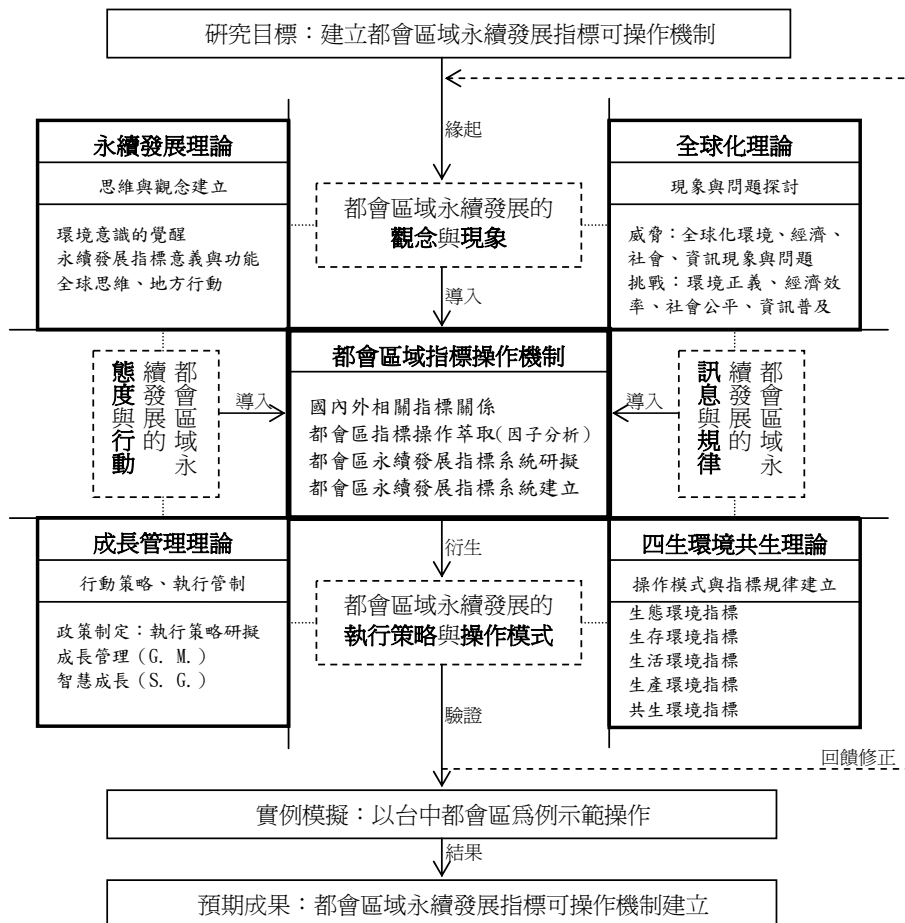 研究目標：建立都會區域永續發展指標可操作機制
緣起
永續發展理論
思維與觀念建立
環境意識的覺醒
永續發展指標意義與功能
全球思維、地方行動
都會區域永續發展的
觀念與現象
全球化理論
現象與問題探討
威脅：全球化環境、經濟、
社會、資訊現象與問題
挑戰：環境正義、經濟效
率、社會公平、資訊普及
導入
都會區域永
續發展的
態度與行動
導入
都會區域指標操作機制
國內外相關指標關係
都會區指標操作萃取(因子分析)
都會區永續發展指標系統研擬
都會區永續發展指標系統建立
導入
都會區域永
續發展的
訊息與規律
成長管理理論
行動策略、執行管制
政策制定：執行策略研擬
成長管理(G. M.)
智慧成長(S. G.)
衍生
都會區域永續發展的
執行策略與操作模式
四生環境共生理論
操作模式與指標規律建立
生態環境指標
生存環境指標
生活環境指標
生產環境指標
共生環境指標
驗證
回饋修正
實例模擬：以台中都會區爲例示範操作
結果
預期成果：都會區域永續發展指標可操作機制建立